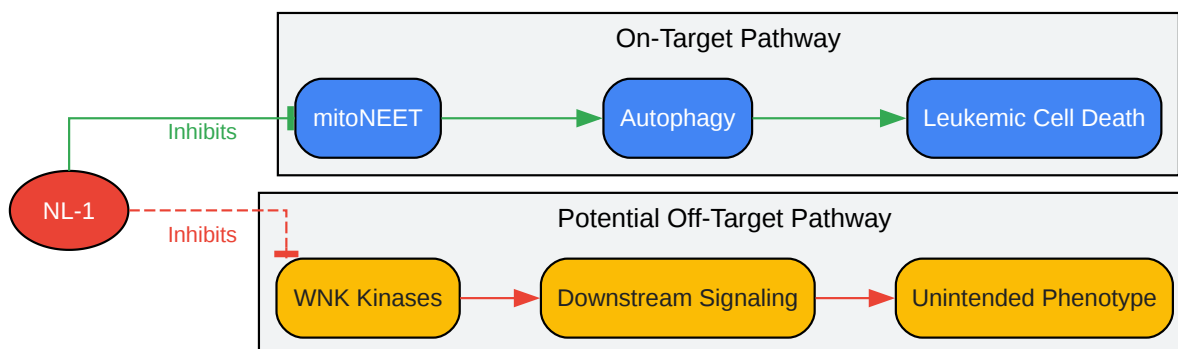 On-Target Pathway
mitoNEET
Autophagy
Leukemic Cell Death
Inhibits
NL-1
Inhibits
Potential Off-Target Pathway
WNK Kinases
Downstream Signaling
Unintended Phenotype